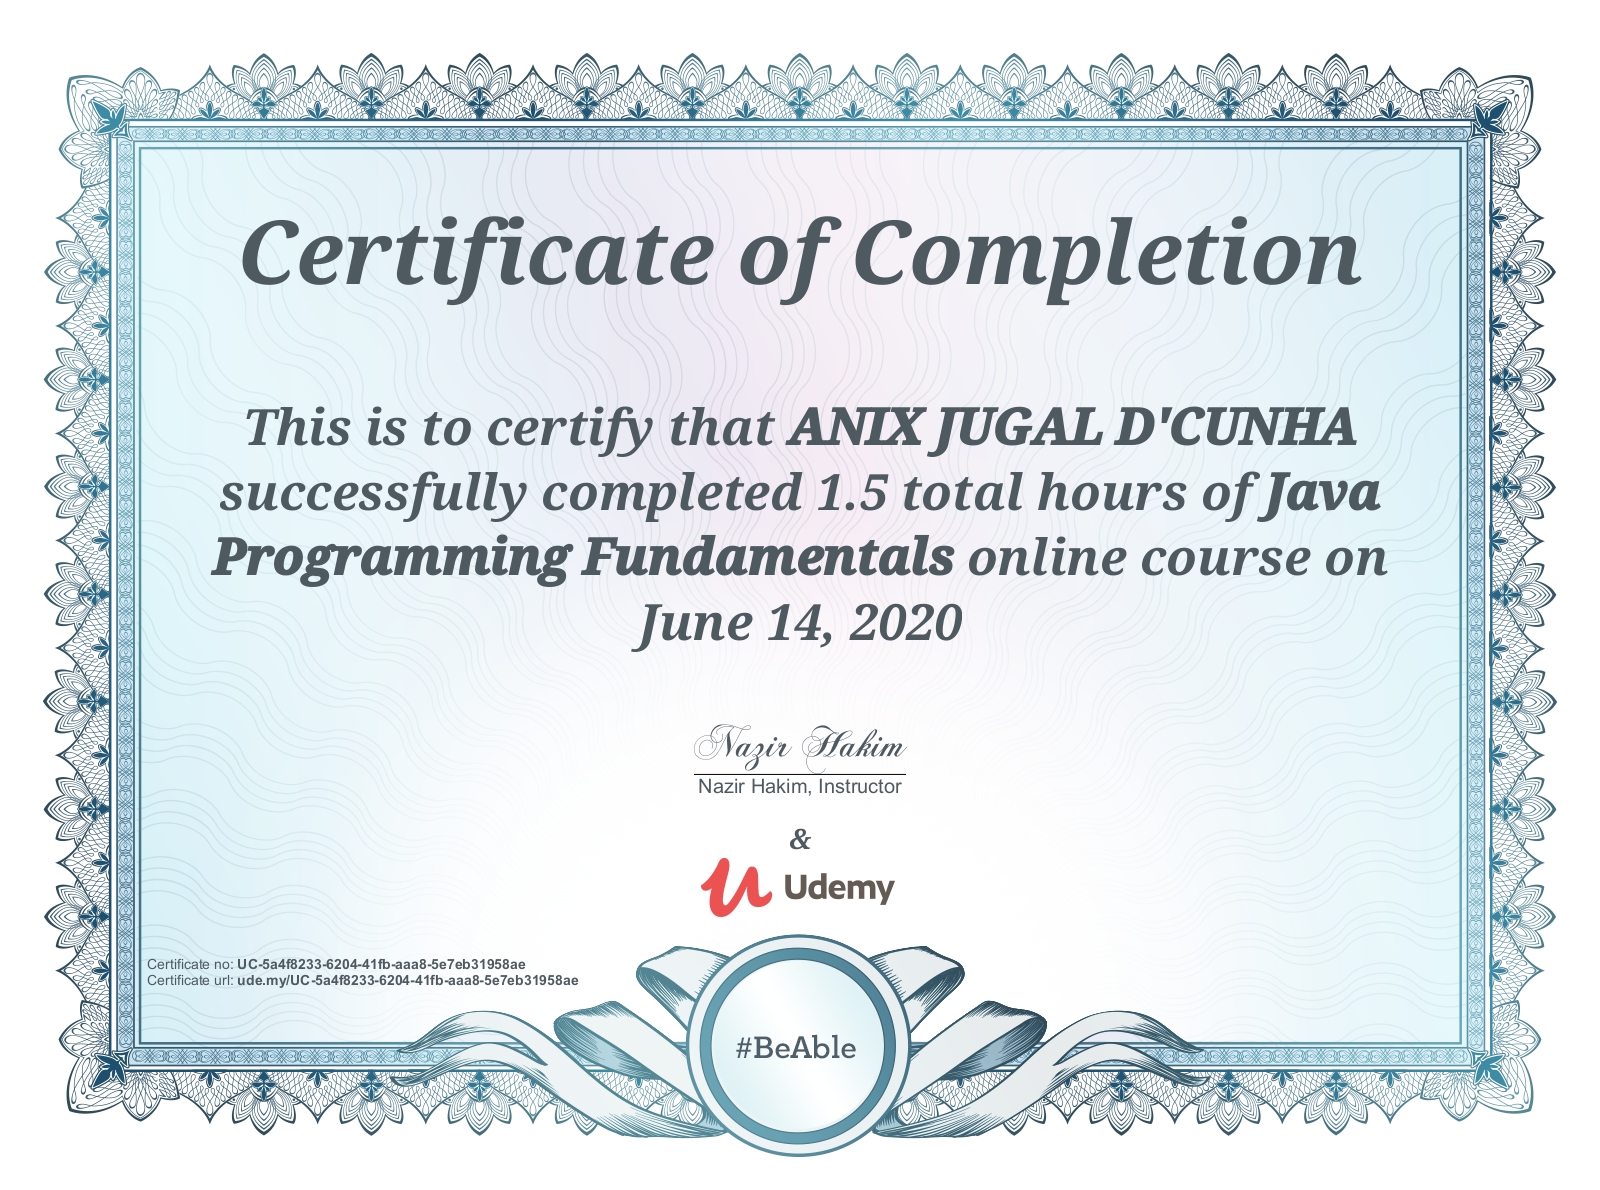 Certificate of Completion
This is to certify that ANIX JUGAL D'CUNHA
successfully completed 1.5 total hours of Java
Programming Fundamentals online course on
June 14, 2020
Nazir Hakim
Nazir Hakim, Instructor
&
Udemy
Certificate no: UC-5a4f8233-6204-41fb-aaa8-5e7eb31958ae
Certificate url: ude.my/UC-5a4f8233-6204-41fb-aaa8-5e7eb31958ae
#BeAble